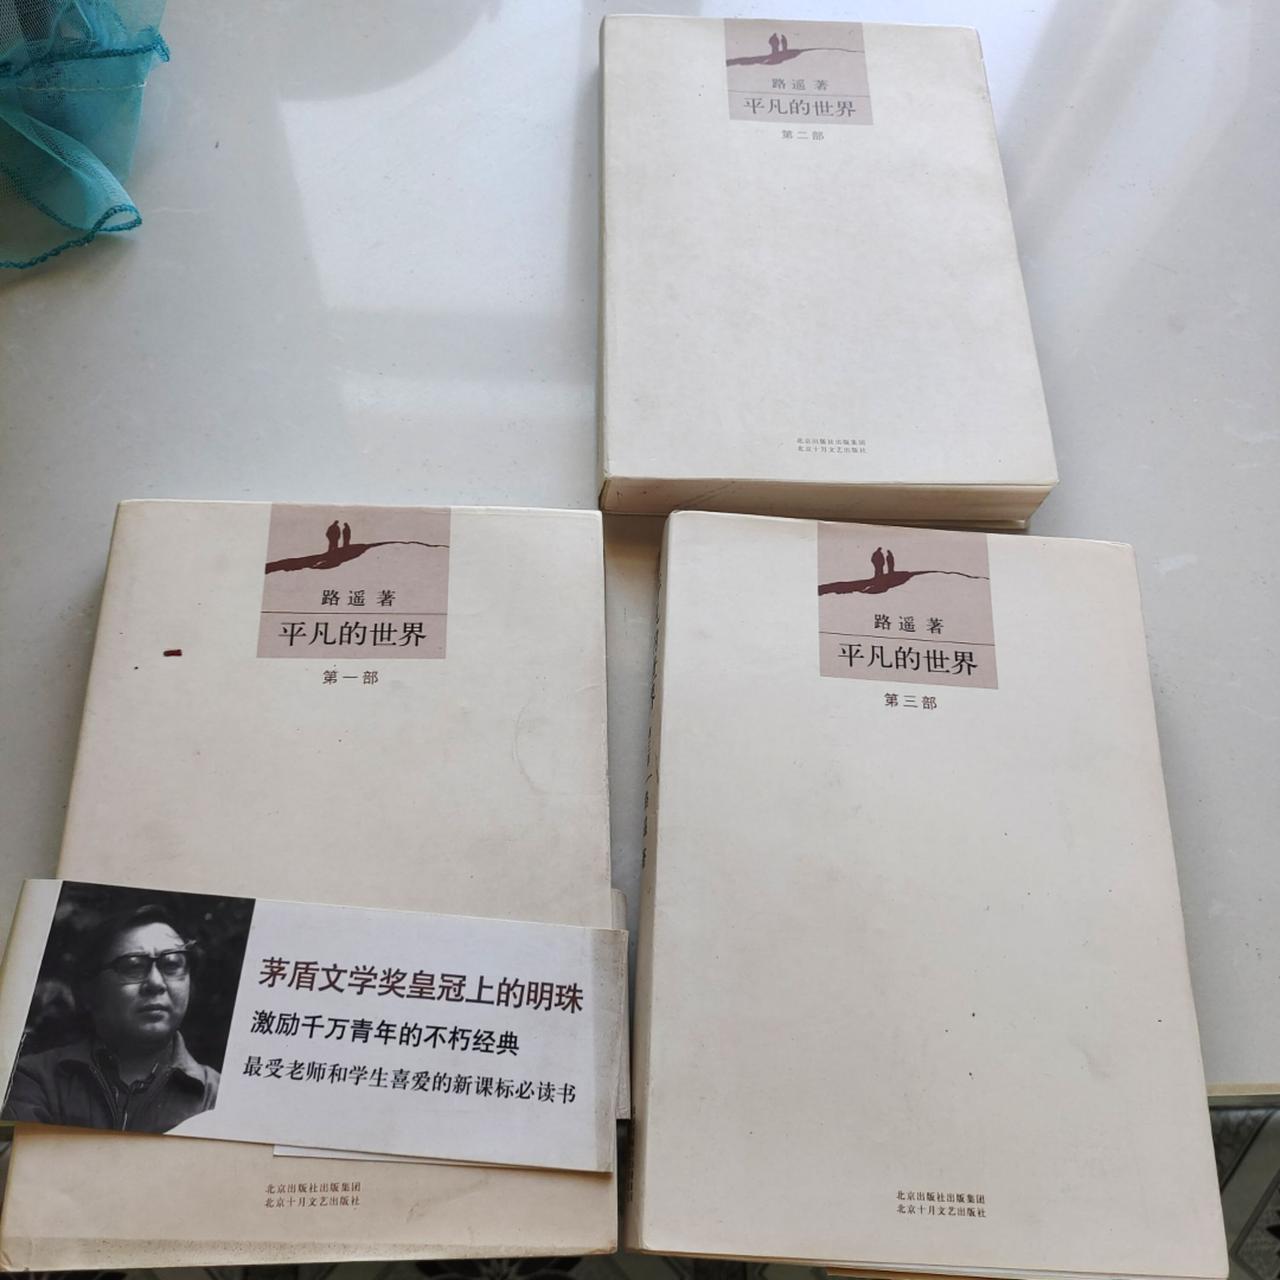 路遥 著
平凡的世界
第二部
北京出版社出版集团
北京十月文艺出版社
路遥 著
平凡的世界
第一部
茅盾文学奖皇冠上的明珠
激励千万青年的不朽经典
最受老师和学生喜爱的新课标必读书
北京出版社出版集团
北京十月文艺出版社
路遥 著
平凡的世界
第三部
北京出版社出版集团
北京十月文艺出版社